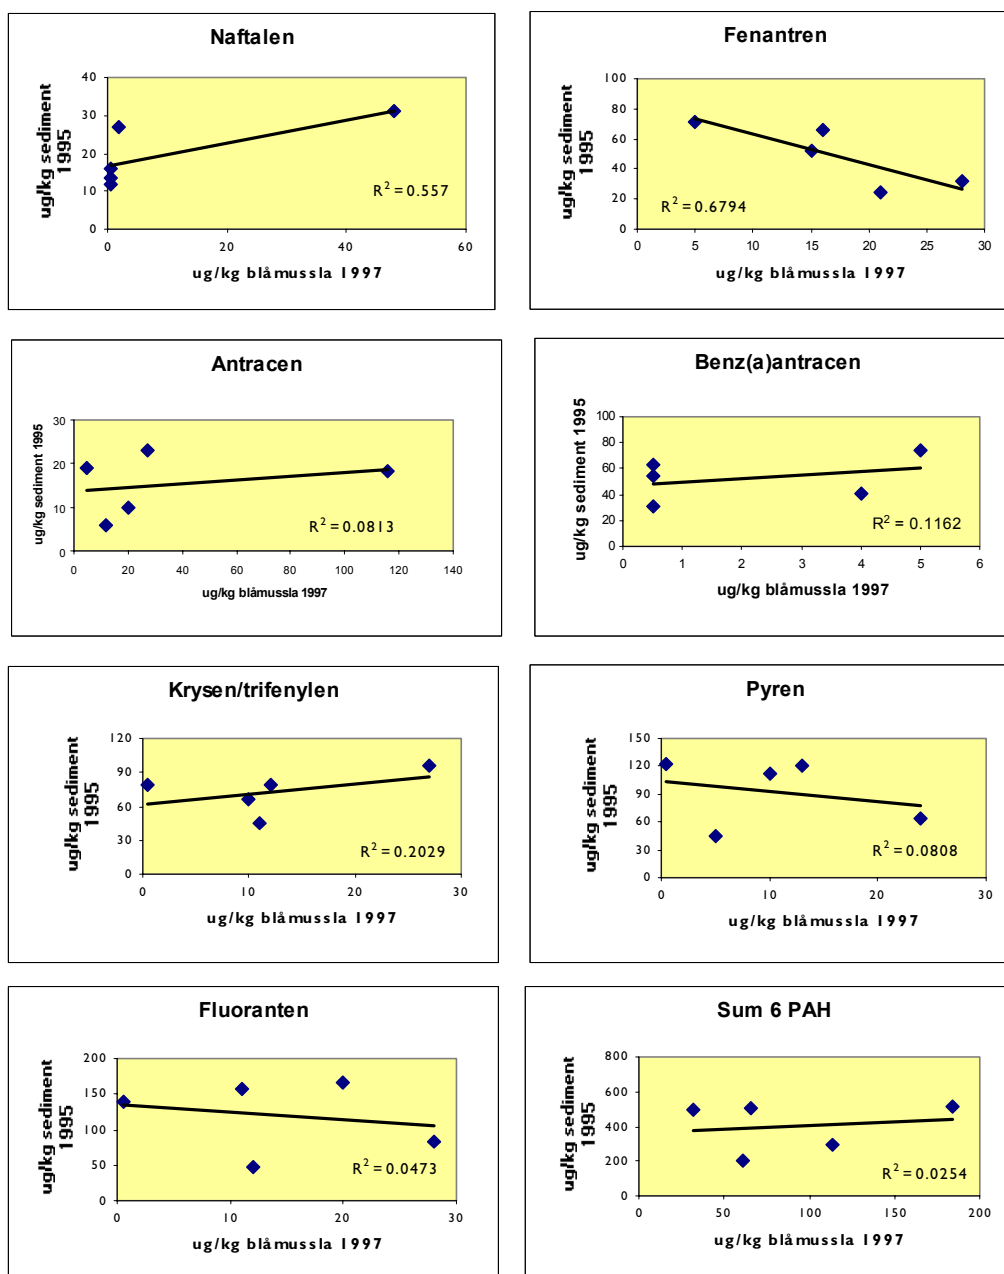 Naftalen
ug/kg sediment
1995
40
30
20
10
0
R² = 0.557
0 20 40 60
ug/kg blåmussla 1997
Fenantren
ug/kg sediment
1995
100
80
60
40
20
0
R² = 0.6794
0 5 10 15 20 25 30
ug/kg blåmussla 1997
Antracen
ug/kg sediment 1995
30
20
10
0
R² = 0.0813
0 20 40 60 80 100 120 140
ug/kg blåmussla 1997
Benz(a)antracen
ug/kg sediment 1995
100
80
60
40
20
0
R² = 0.1162
0 1 2 3 4 5 6
ug/kg blåmussla 1997
Krysen/trifenylen
ug/kg sediment
1995
120
90
60
30
0
R² = 0.2029
0 10 20 30
ug/kg blåmussla 1997
Pyren
ug/kg sediment
1995
150
120
90
60
30
0
R² = 0.0808
0 10 20 30
ug/kg blåmussla 1997
Fluoranten
ug/kg sediment
1995
200
150
100
50
0
R² = 0.0473
0 10 20 30
ug/kg blåmussla 1997
Sum 6 PAH
ug/kg sediment
1995
800
600
400
200
0
R² = 0.0254
0 50 100 150 200
ug/kg blåmussla 1997